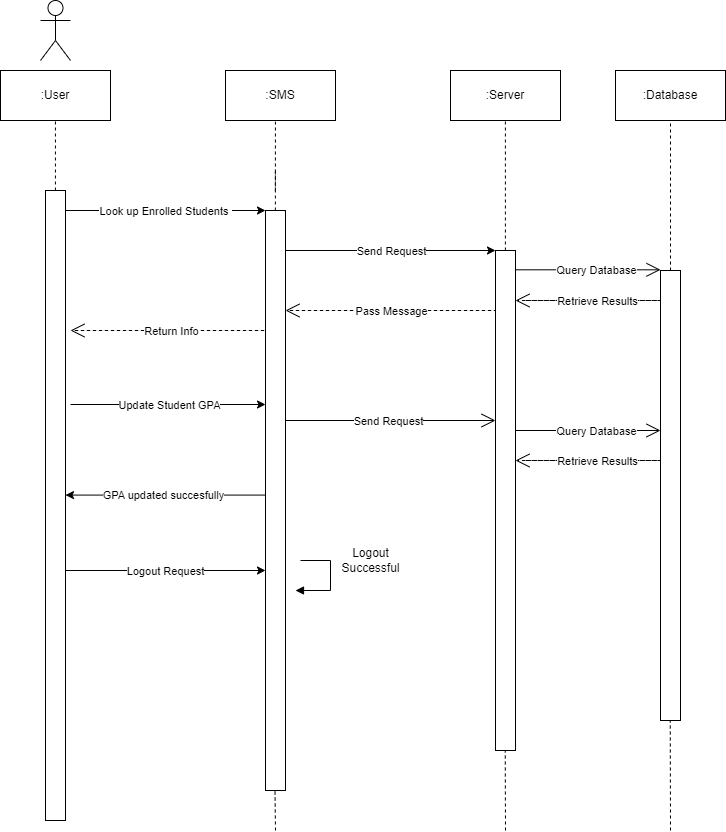 :User
:SMS
:Server
:Database
Look up Enrolled Students
Send Request
Query Database
Retrieve Results
Pass Message
Return Info
Update Student GPA
Send Request
Query Database
Retrieve Results
GPA updated succesfully
Logout
Successful
Logout Request